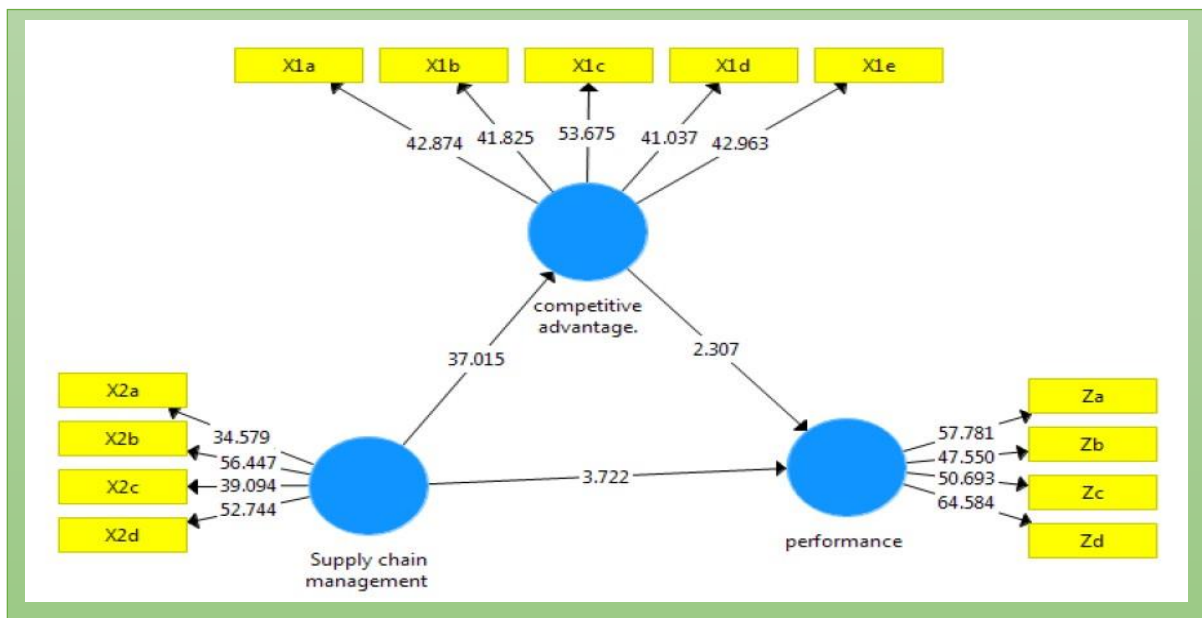 X1a
X1b
X1c
X1d
X1e
42.874
41.825
53.675
41.037
42.963
competitive
advantage.
37.015
2.307
X2a
X2b
X2c
X2d
34.579
56.447
39.094
52.744
3.722
Supply chain
management
performance
57.781
47.550
50.693
64.584
Za
Zb
Zc
Zd